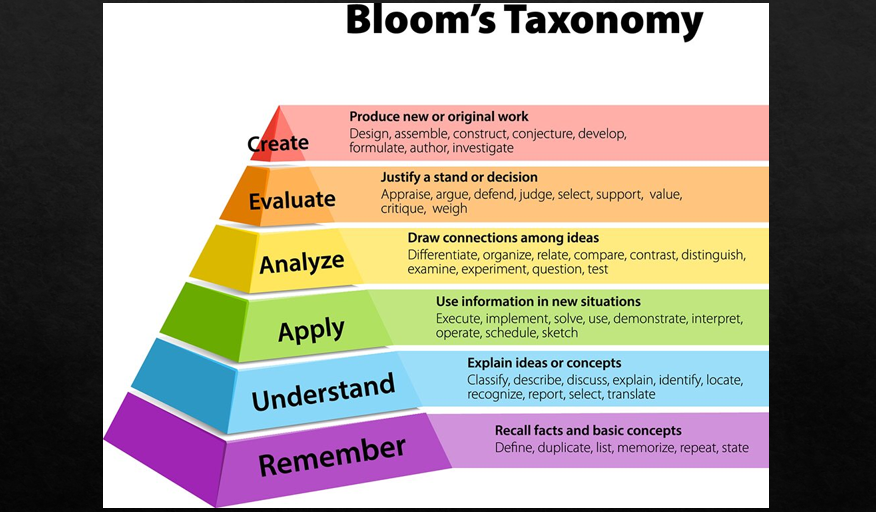 Bloom's Taxonomy
Create
Produce new or original work
Design, assemble, construct, conjecture, develop,
formulate, author, investigate
Evaluate
Justify a stand or decision
Appraise, argue, defend, judge, select, support, value,
critique, weigh
Analyze
Draw connections among ideas
Differentiate, organize, relate, compare, contrast, distinguish,
examine, experiment, question, test
Apply
Use information in new situations
Execute, implement, solve, use, demonstrate, interpret,
operate, schedule, sketch
Understand
Explain ideas or concepts
Classify, describe, discuss, explain, identify, locate,
recognize, report, select, translate
Remember
Recall facts and basic concepts
Define, duplicate, list, memorize, repeat, state